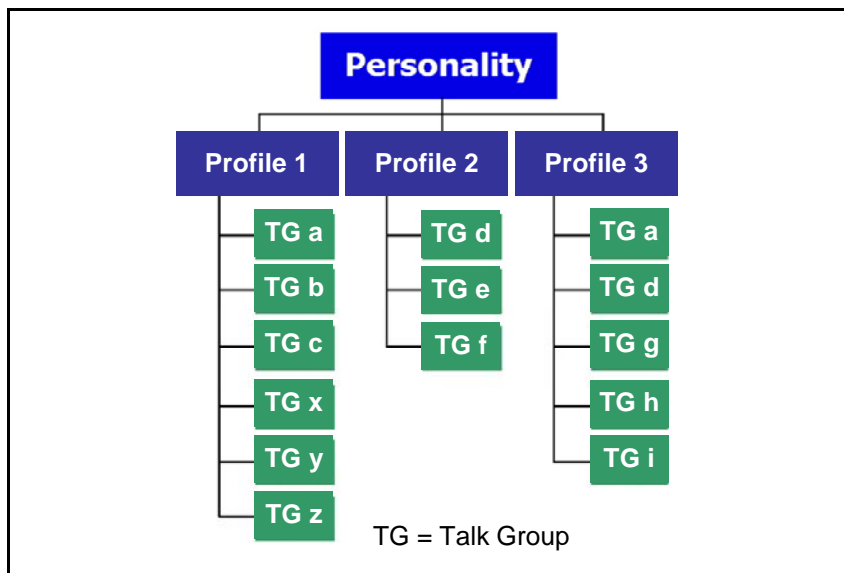 Personality
Profile 1
Profile 2
Profile 3
TG a
TG b
TG c
TG x
TG y
TG z
TG d
TG e
TG f
TG a
TG d
TG g
TG h
TG i
TG = Talk Group